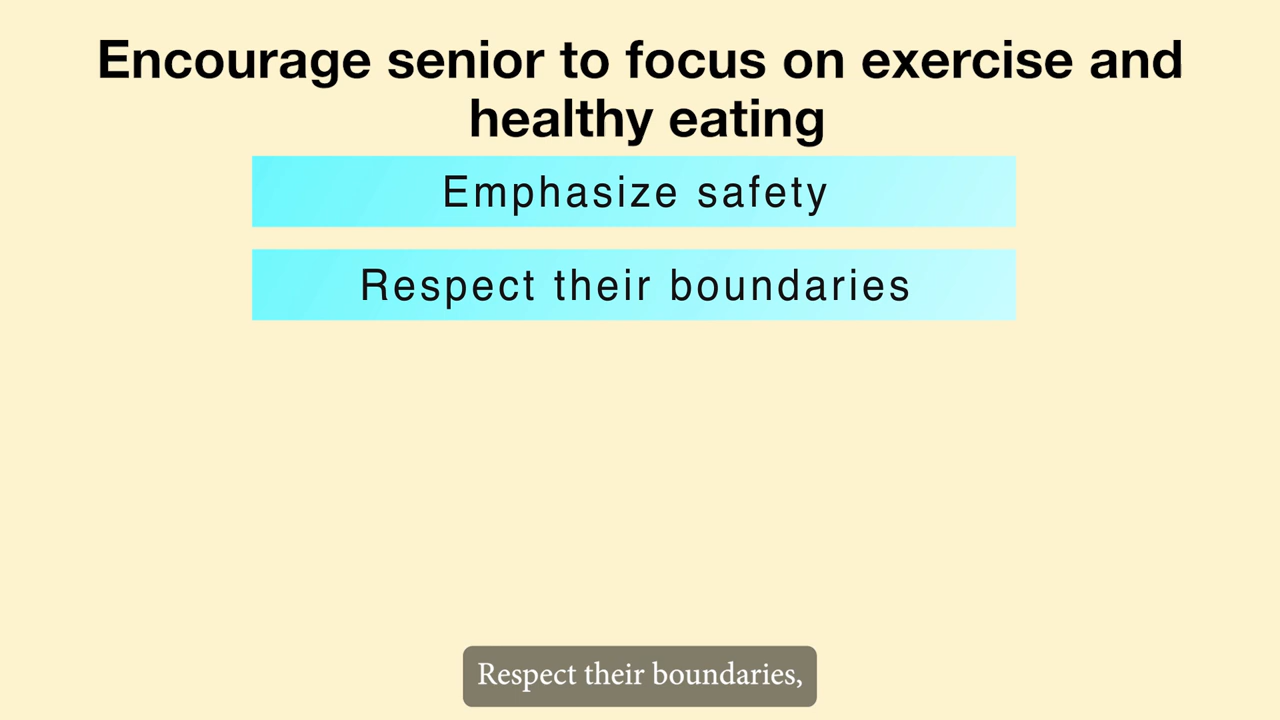 Encourage senior to focus on exercise and
healthy eating
Emphasize safety
Respect their boundaries
Respect their boundaries,